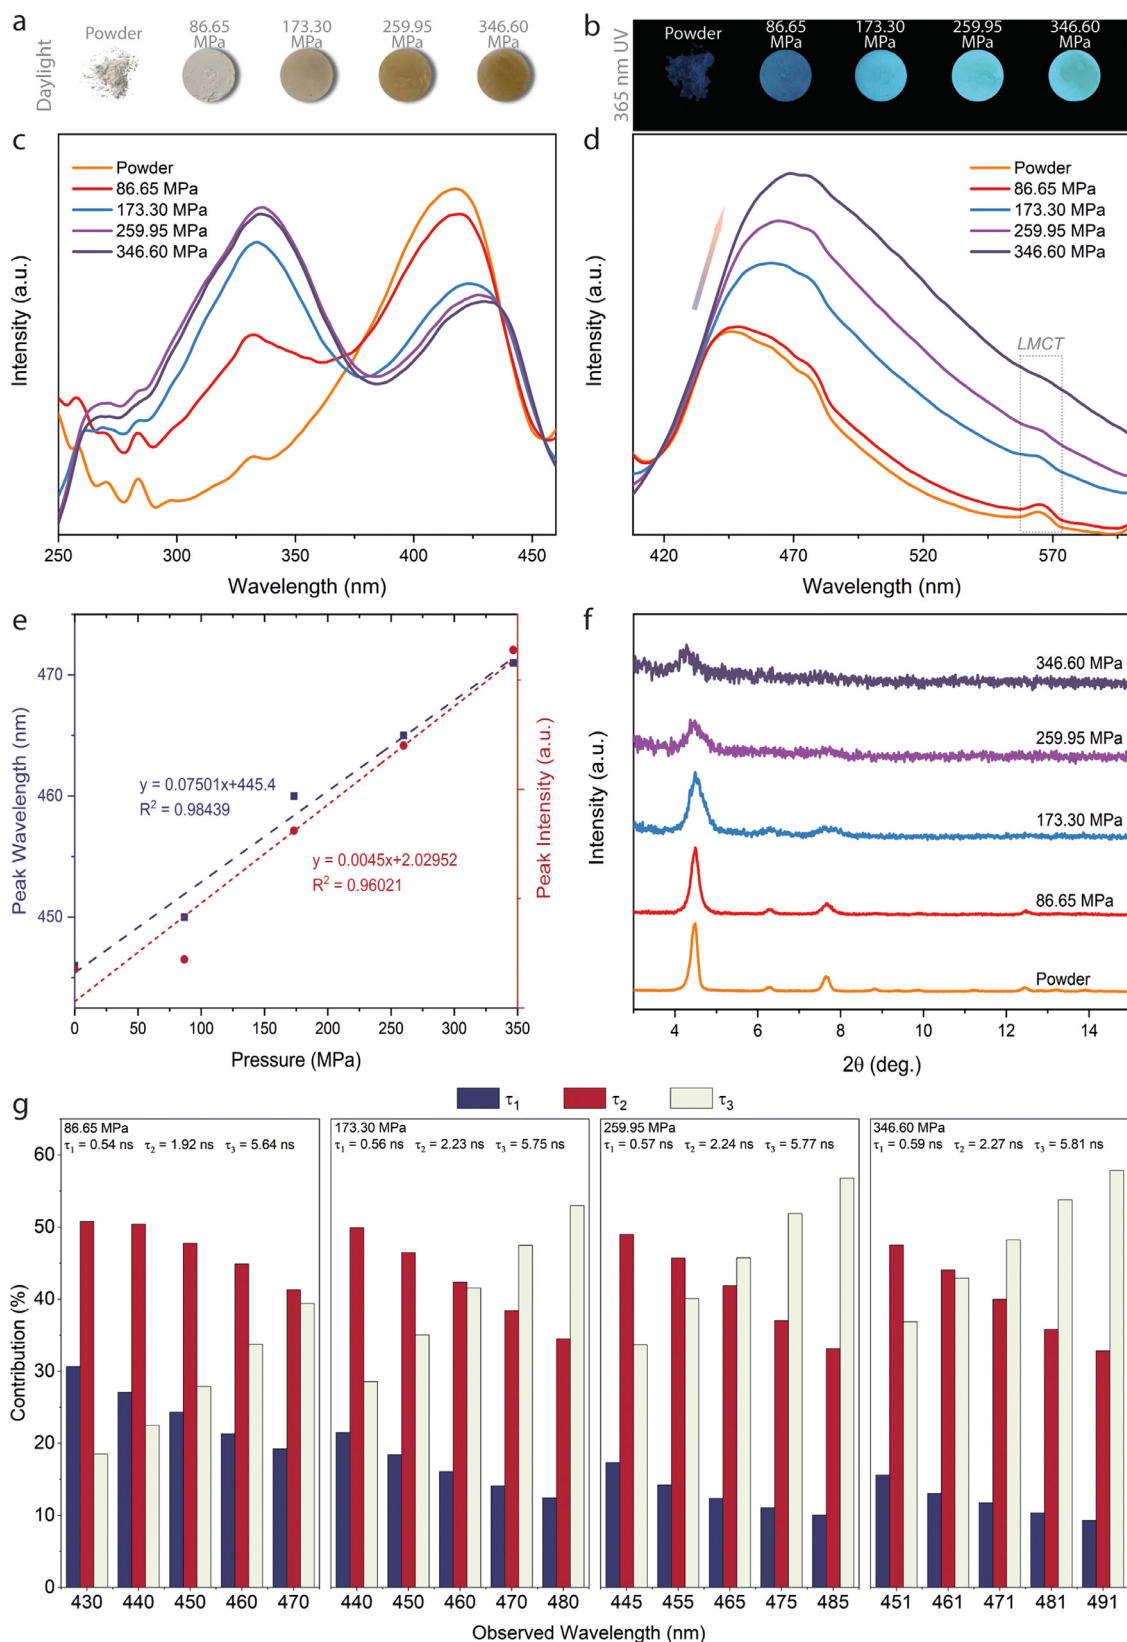 a
Daylight
Powder
86.65
MPa
173.30
MPa
259.95
MPa
346.60
MPa
b
365 nm UV
Powder
86.65
MPa
173.30
MPa
259.95
MPa
346.60
MPa
c
Powder
86.65 MPa
173.30 MPa
259.95 MPa
346.60 MPa
Intensity (a.u.)
250 300 350 400 450
Wavelength (nm)
d
Powder
86.65 MPa
173.30 MPa
259.95 MPa
346.60 MPa
LMCT
Intensity (a.u.)
420 470 520 570
Wavelength (nm)
e
Peak Wavelength (nm)
470
460
450
y = 0.07501x+445.4
R² = 0.98439
y = 0.0045x+2.02952
R² = 0.96021
Peak Intensity (a.u.)
0 50 100 150 200 250 300 350
Pressure (MPa)
f
Intensity (a.u.)
346.60 MPa
259.95 MPa
173.30 MPa
86.65 MPa
Powder
4 6 8 10 12 14
2θ (deg.)
g
τ₁ τ₂ τ₃
Contribution (%)
60
50
40
30
20
10
0
86.65 MPa
τ₁ = 0.54 ns τ₂ = 1.92 ns τ₃ = 5.64 ns
430 440 450 460 470
173.30 MPa
τ₁ = 0.56 ns τ₂ = 2.23 ns τ₃ = 5.75 ns
440 450 460 470 480
259.95 MPa
τ₁ = 0.57 ns τ₂ = 2.24 ns τ₃ = 5.77 ns
445 455 465 475 485
346.60 MPa
τ₁ = 0.59 ns τ₂ = 2.27 ns τ₃ = 5.81 ns
451 461 471 481 491
Observed Wavelength (nm)